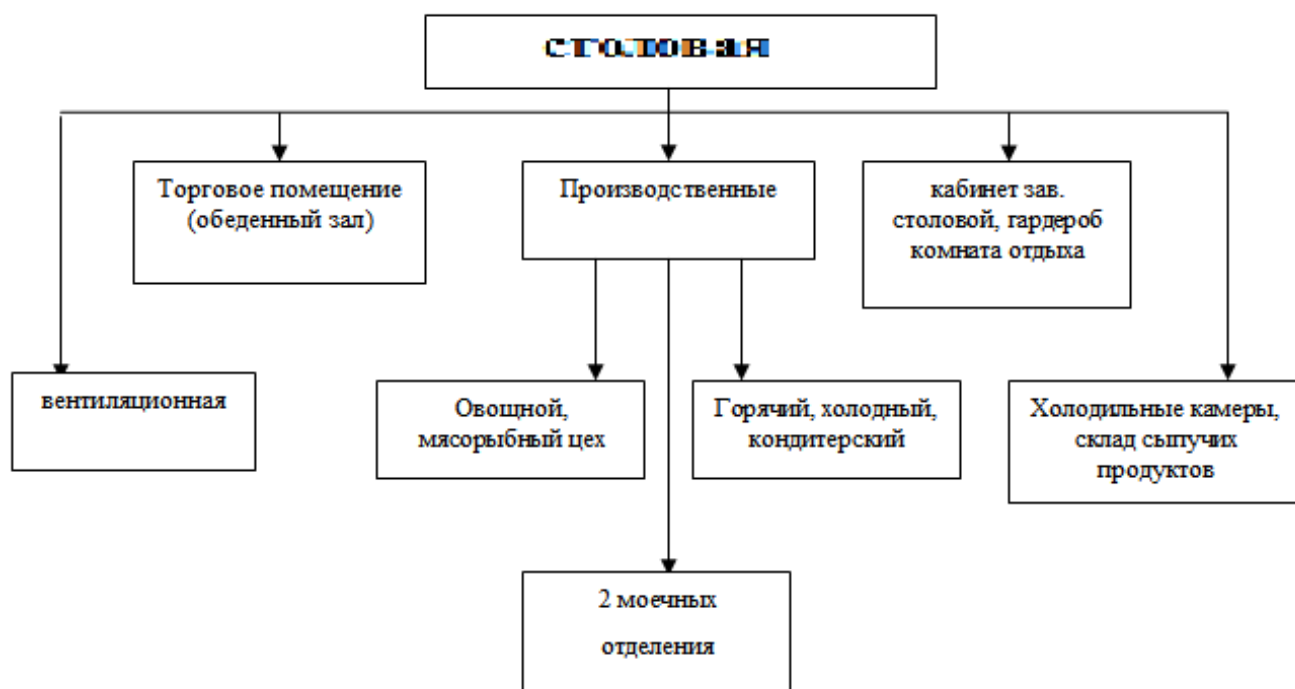 столовая
Торговое помещение
(обеденный зал)
Производственные
кабинет зав.
столовой, гардероб
комната отдыха
вентиляционная
Овощной,
мясорыбный цех
Горячий, холодный,
кондитерский
Холодильные камеры,
склад сыпучих
продуктов
2 моечных
отделения